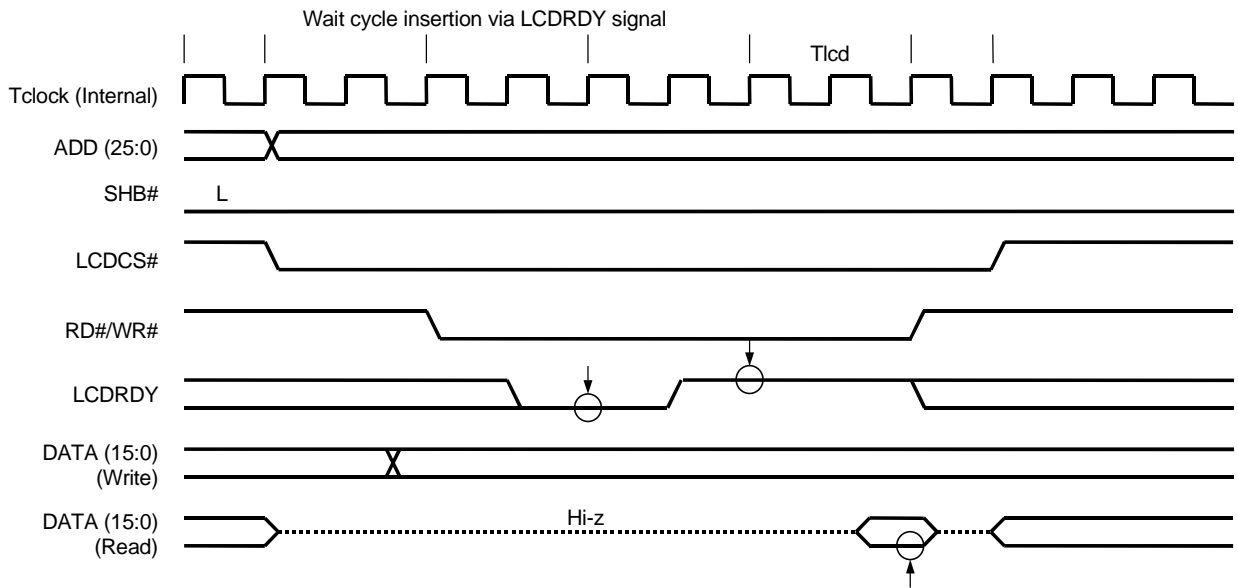 Wait cycle insertion via LCDRDY signal
Tlcd
Tclock (Internal)
ADD (25:0)
SHB#
L
LCDCS#
RD#/WR#
LCDRDY
DATA (15:0)
(Write)
DATA (15:0)
(Read)
Hi-z